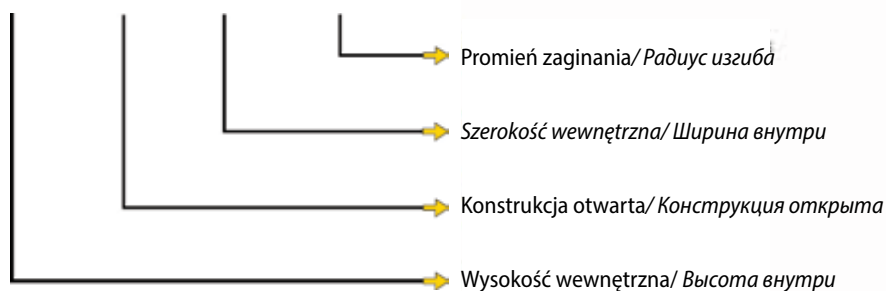 Promień zaginania/ Радиус изгиба
Szerokość wewnętrzna/ Ширина внутри
Konstrukcja otwarta/ Конструкция открыта
Wysokość wewnętrzna/ Высота внутри